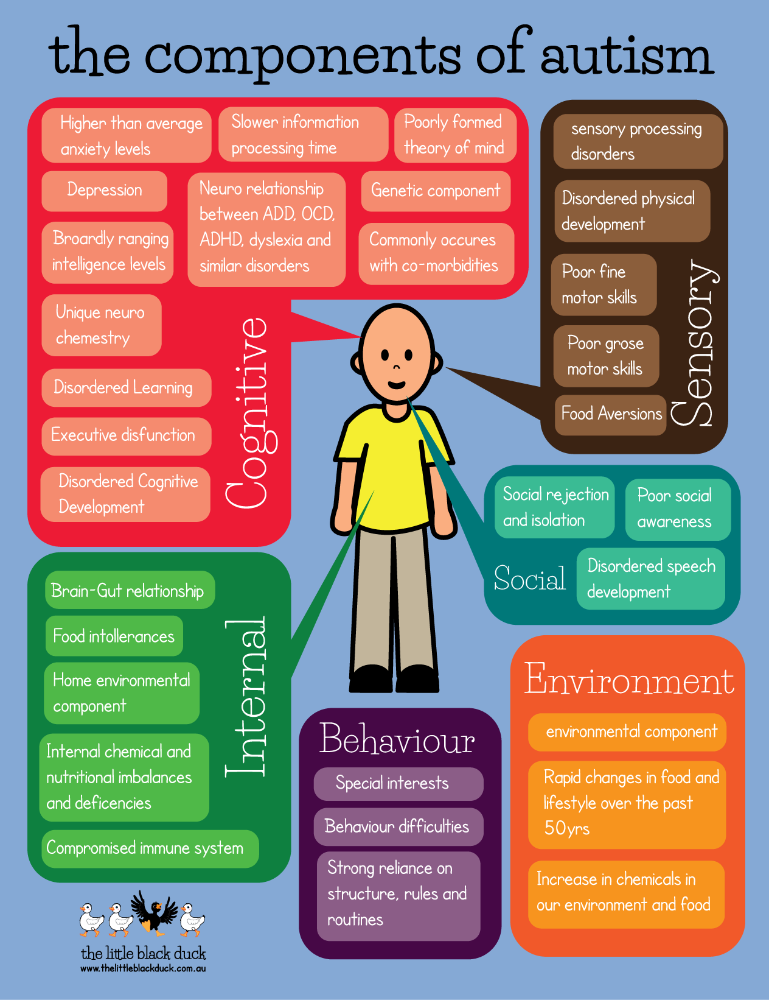 the components of autism
Higher than average
anxiety levels
Slower information
processing time
Poorly formed
theory of mind
Depression
Neuro relationship
between ADD, OCD,
ADHD, dyslexia and
similar disorders
Genetic component
Broardly ranging
intelligence levels
Commonly occures
with co-morbidities
Unique neuro
chemestry
Disordered Learning
Executive disfunction
Disordered Cognitive
Development
Cognitive
sensory processing
disorders
Disordered physical
development
Poor fine
motor skills
Poor grose
motor skills
Food Aversions
Sensory
Social rejection
and isolation
Poor social
awareness
Social
Disordered speech
development
Brain-Gut relationship
Food intollerances
Home environmental
component
Internal chemical and
nutritional imbalances
and deficencies
Compromised immune system
Internal
Behaviour
Special interests
Behaviour difficulties
Strong reliance on
structure, rules and
routines
Environment
environmental component
Rapid changes in food and
lifestyle over the past
50yrs
Increase in chemicals in
our environment and food
the little black duck
www.thelittleblackduck.com.au